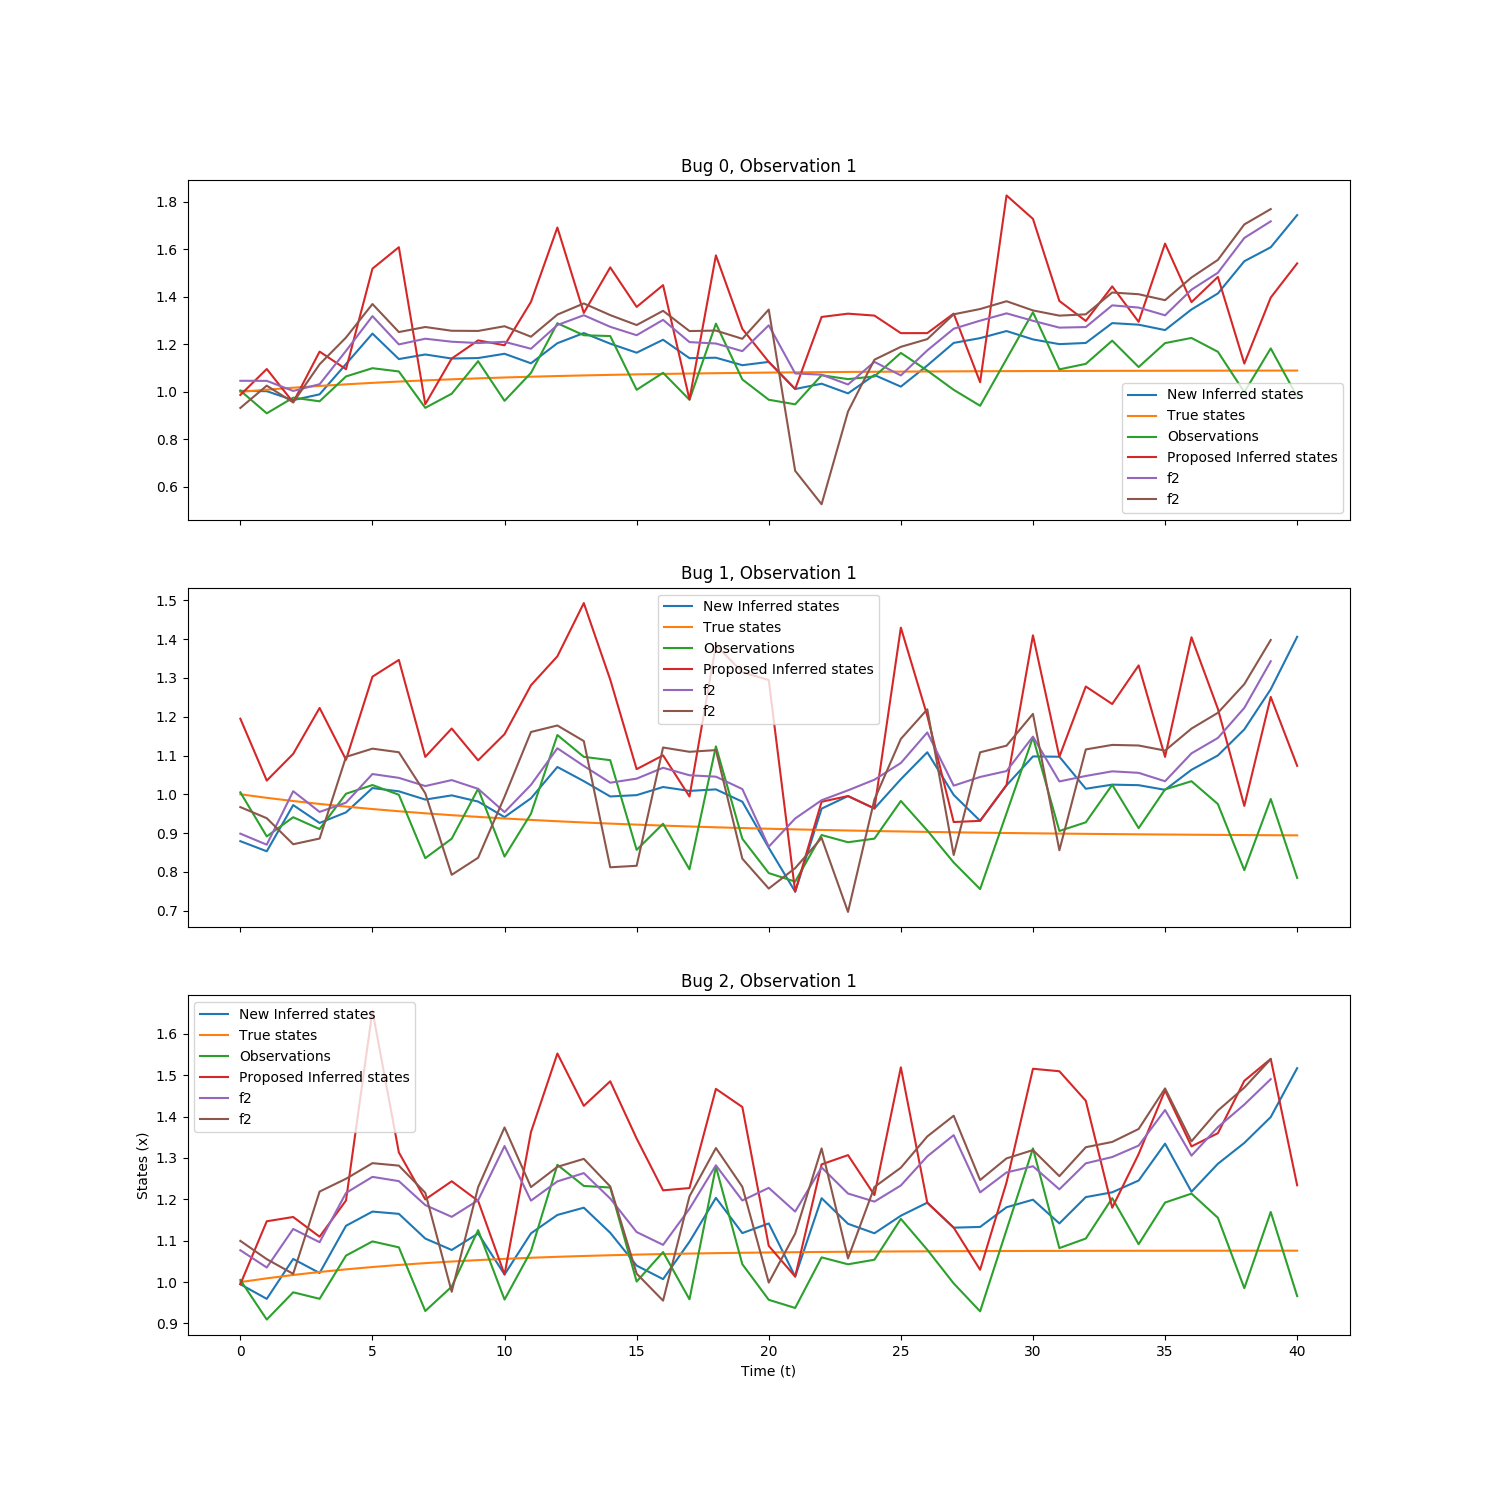 Bug 0, Observation 1
1.8
1.6
1.4
1.2
1.0
0.8
0.6
New Inferred states
True states
Observations
Proposed Inferred states
f2
f2
Bug 1, Observation 1
1.5
1.4
1.3
1.2
1.1
1.0
0.9
0.8
0.7
New Inferred states
True states
Observations
Proposed Inferred states
f2
f2
Bug 2, Observation 1
States (x)
1.6
1.5
1.4
1.3
1.2
1.1
1.0
0.9
New Inferred states
True states
Observations
Proposed Inferred states
f2
f2
0 5 10 15 20 25 30 35 40
Time (t)